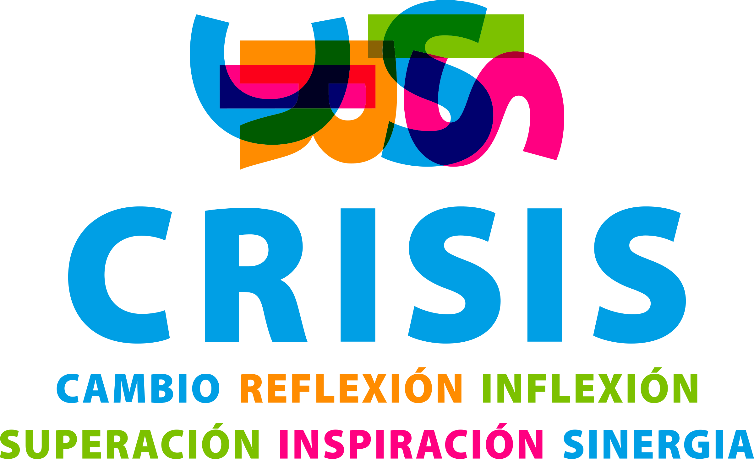 CRISIS
CAMBIO REFLEXIÓN INFLEXIÓN
SUPERACIÓN INSPIRACIÓN SINERGIA